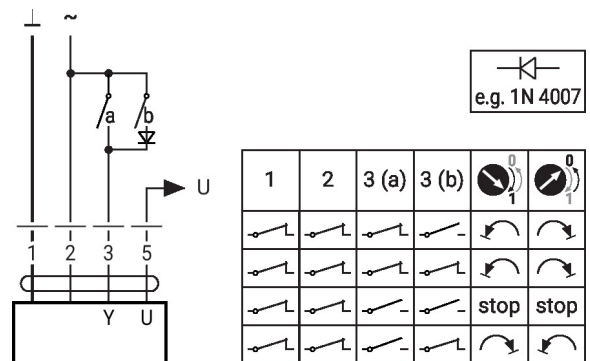 ⊥ ~
a b
U
1 2 3 5
Y U
e.g. 1N 4007
1 2 3 (a) 3 (b) 0 1 0 1
stop stop